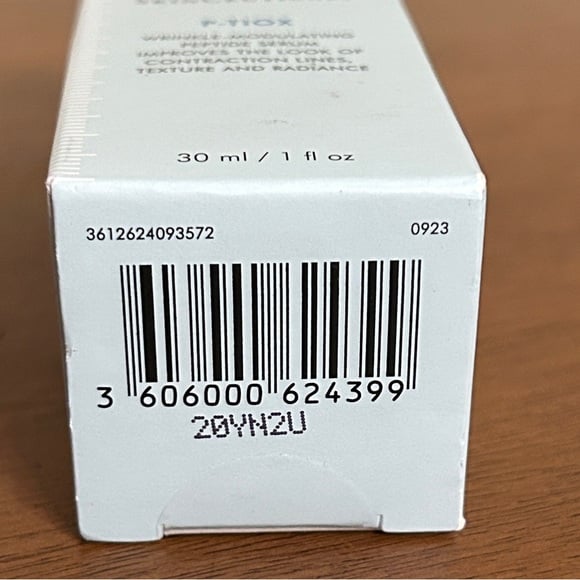 SKINCEUTICALS
P-TIOX
WRINKLE-MODULATING
PEPTIDE SERUM
IMPROVES THE LOOK OF
CONTRACTION LINES,
TEXTURE AND RADIANCE
30 ml / 1 fl oz
3612624093572 0923
3 606000 624399
20YN2U